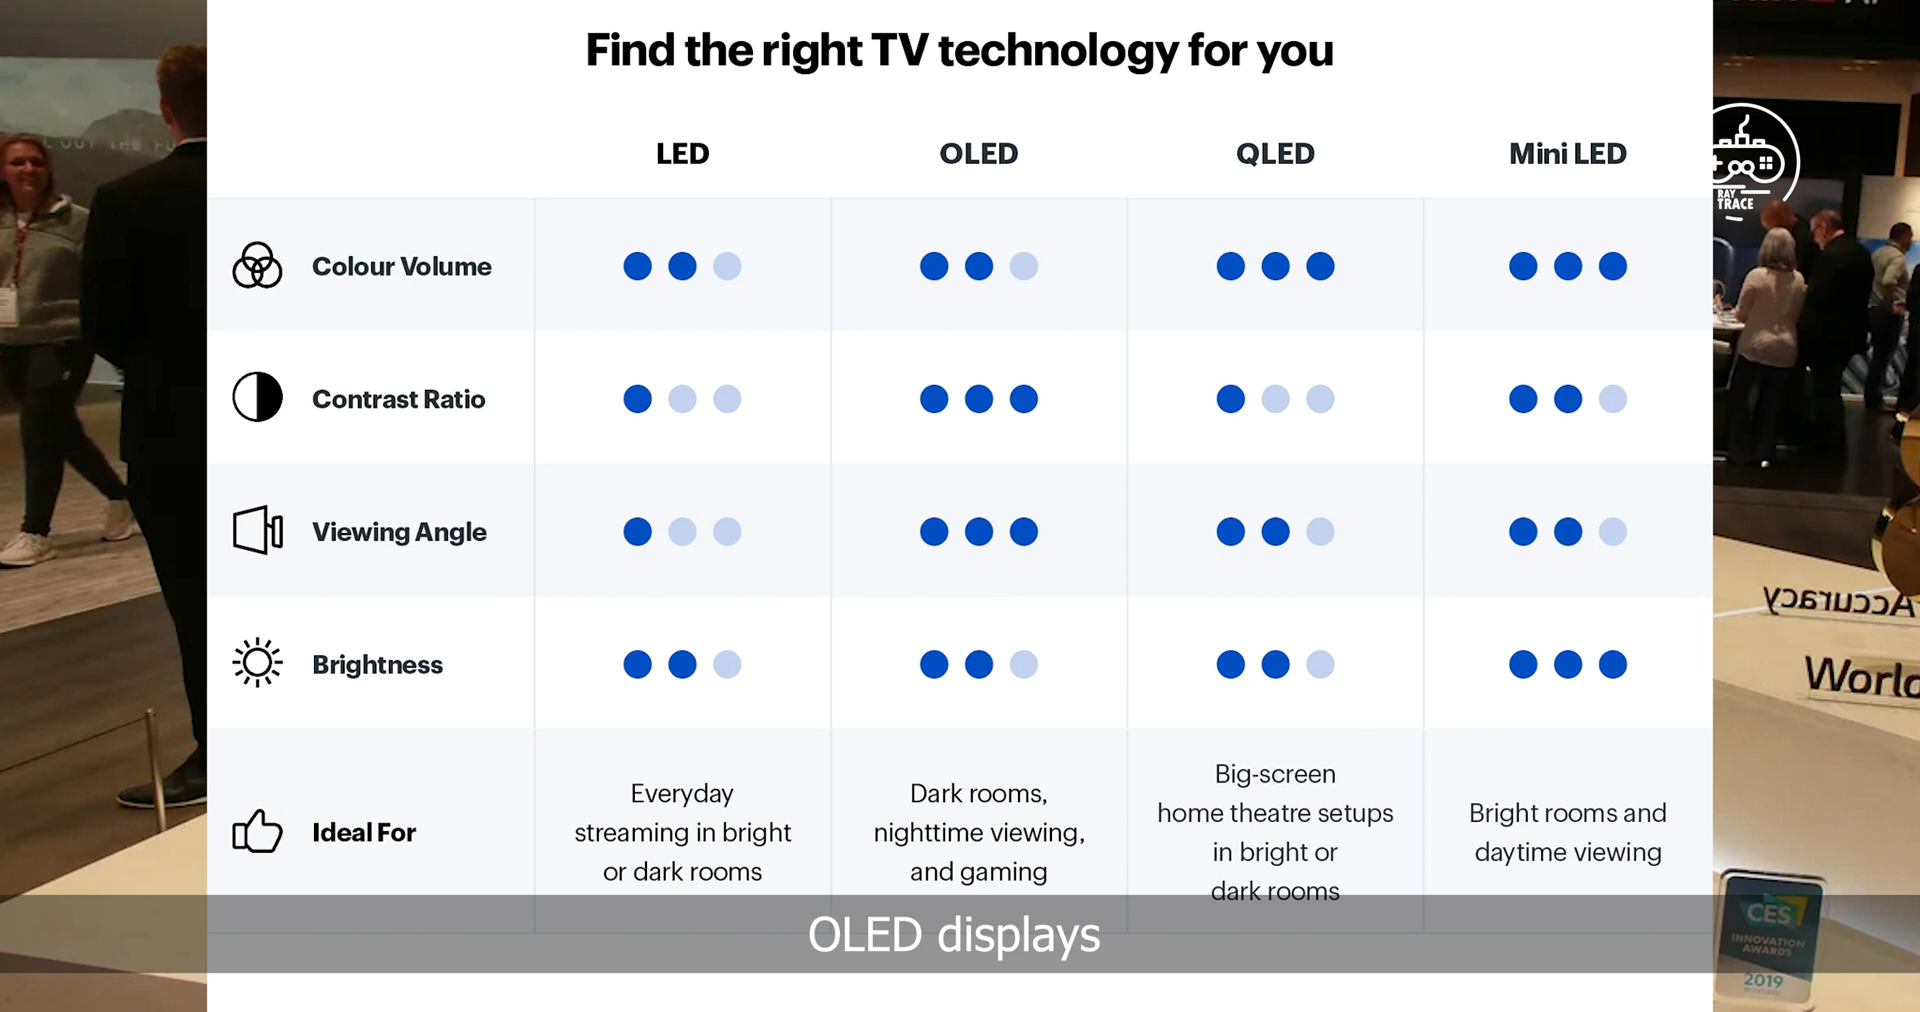 Find the right TV technology for you
LED
OLED
QLED
Mini LED
RAY
TRACE
Colour Volume
Contrast Ratio
Viewing Angle
Brightness
Ideal For
Everyday
streaming in bright
or dark rooms
Dark rooms,
nighttime viewing,
and gaming
Big-screen
home theatre setups
in bright or
dark rooms
Bright rooms and
daytime viewing
Accuracy
World
OLED displays
CES
INNOVATION
AWARDS
2019